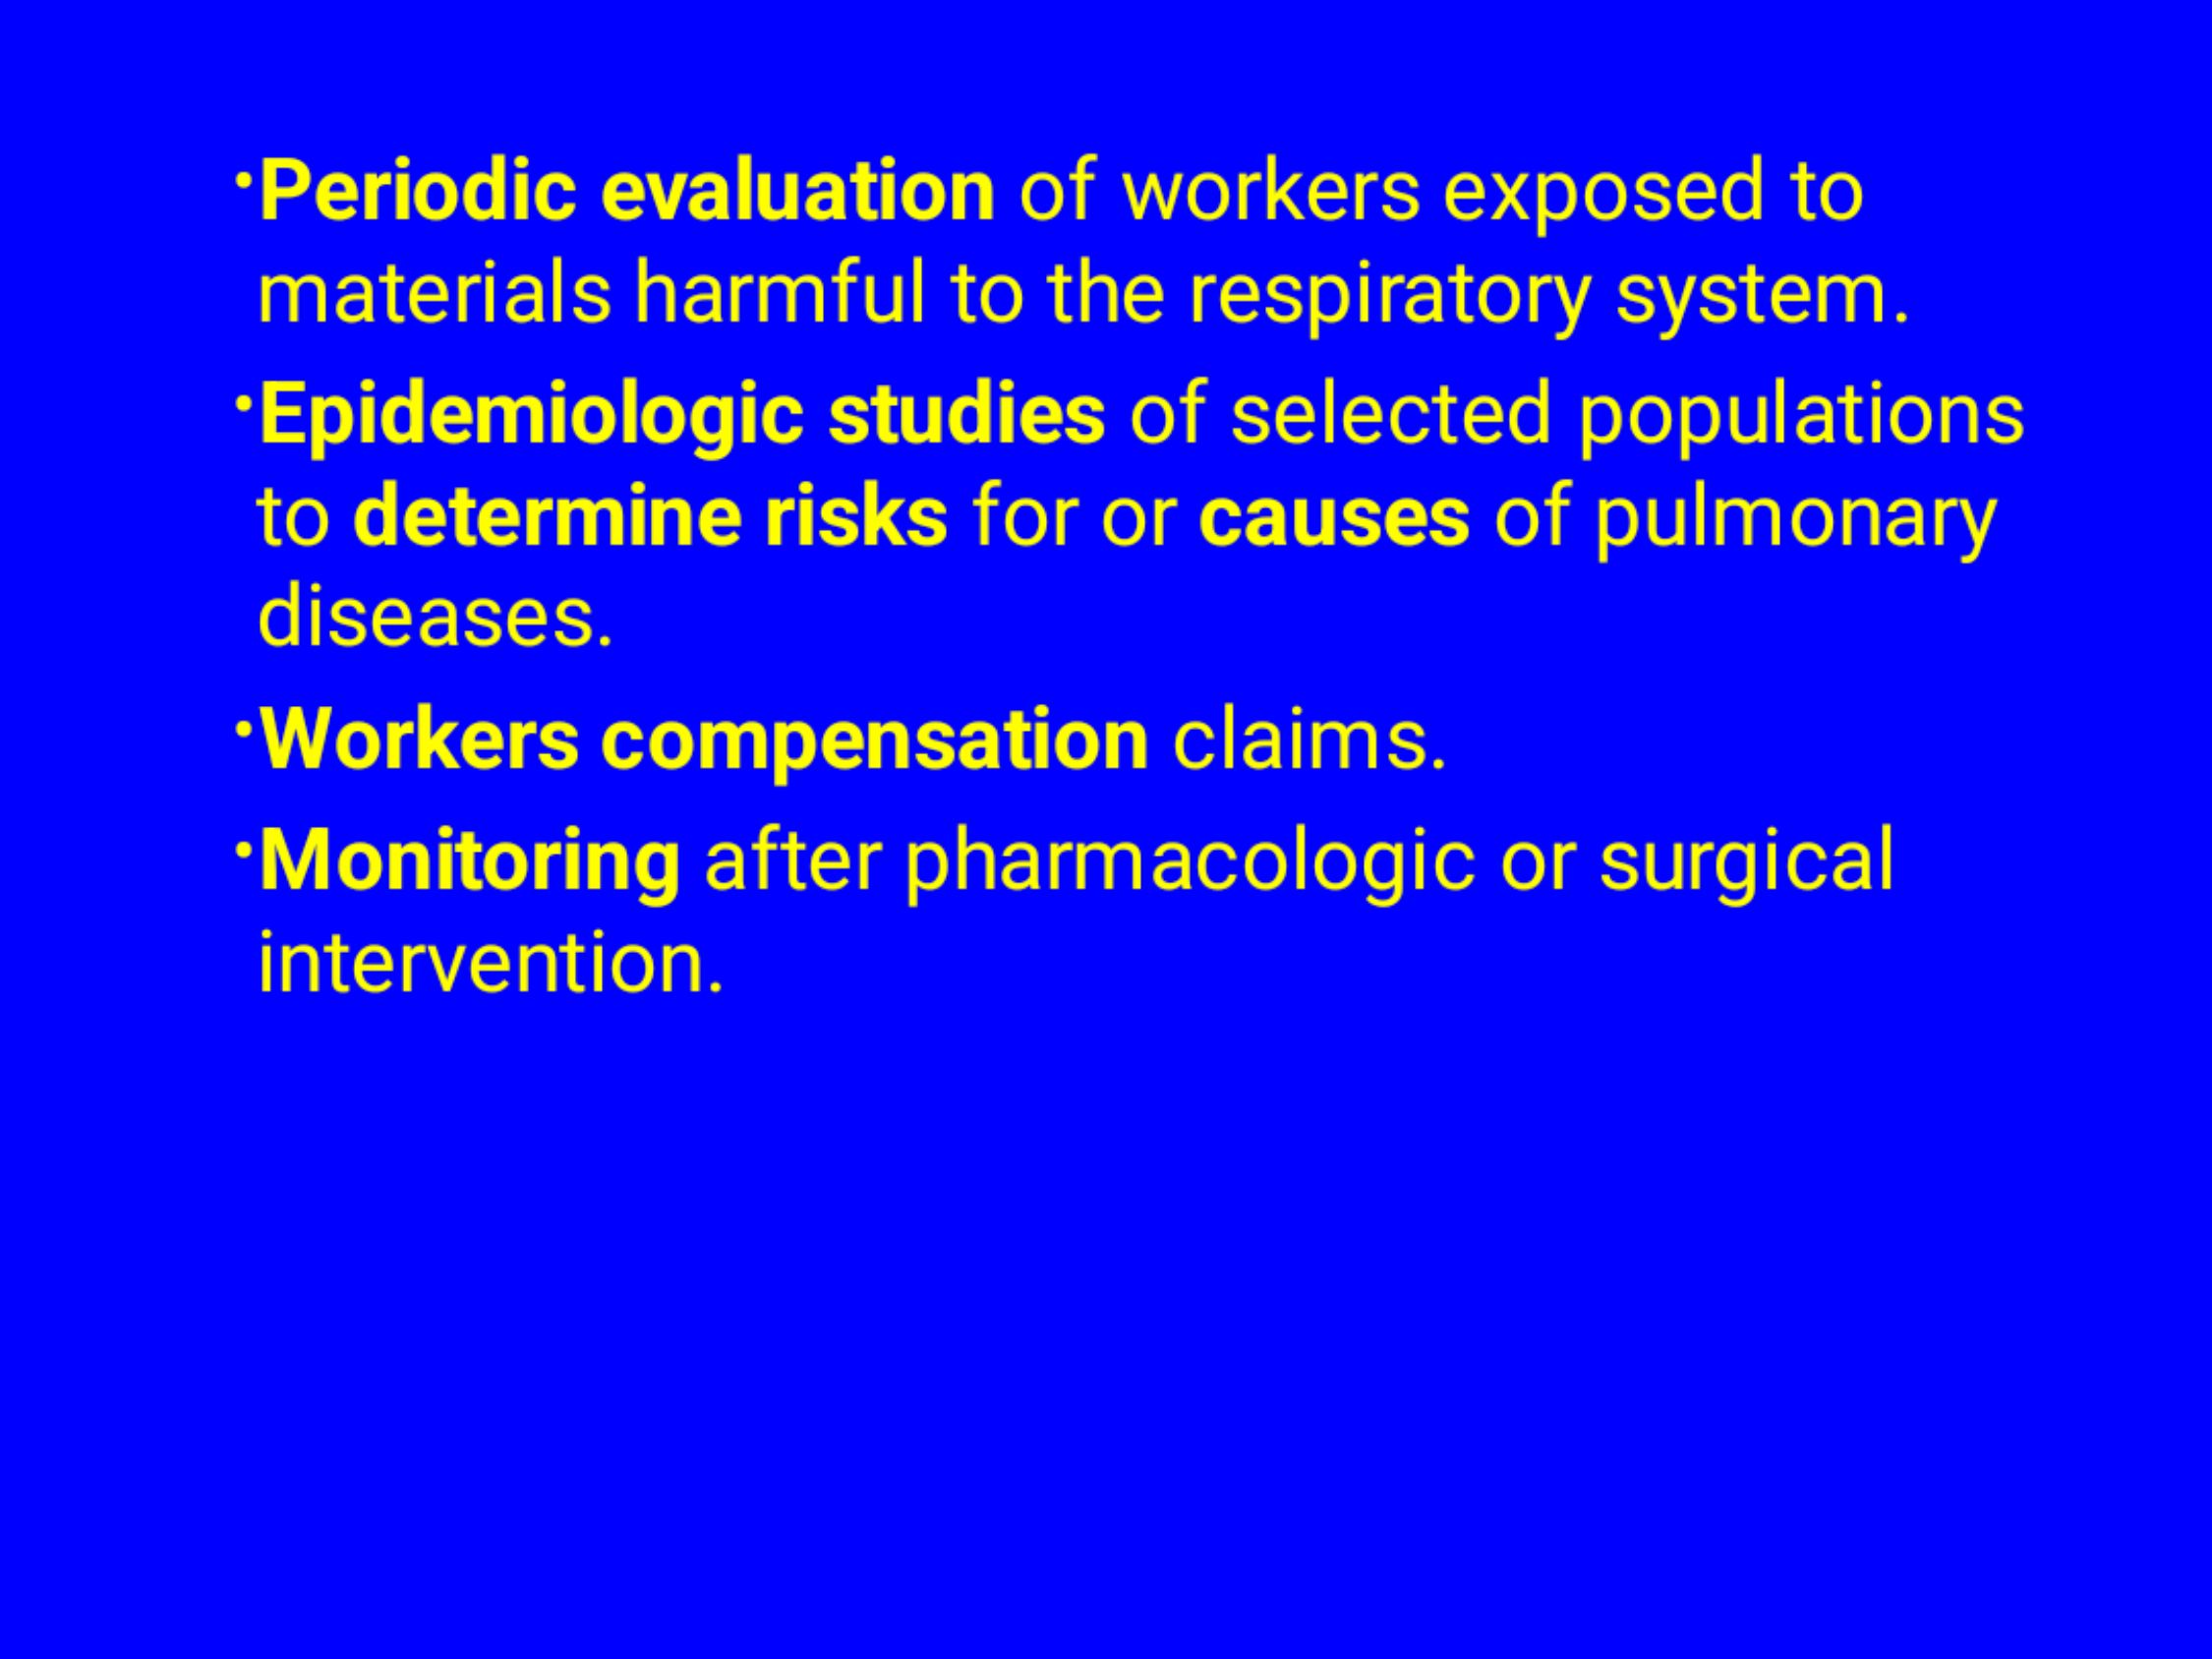 •Periodic evaluation of workers exposed to
materials harmful to the respiratory system.
•Epidemiologic studies of selected populations
to determine risks for or causes of pulmonary
diseases.
•Workers compensation claims.
•Monitoring after pharmacologic or surgical
intervention.